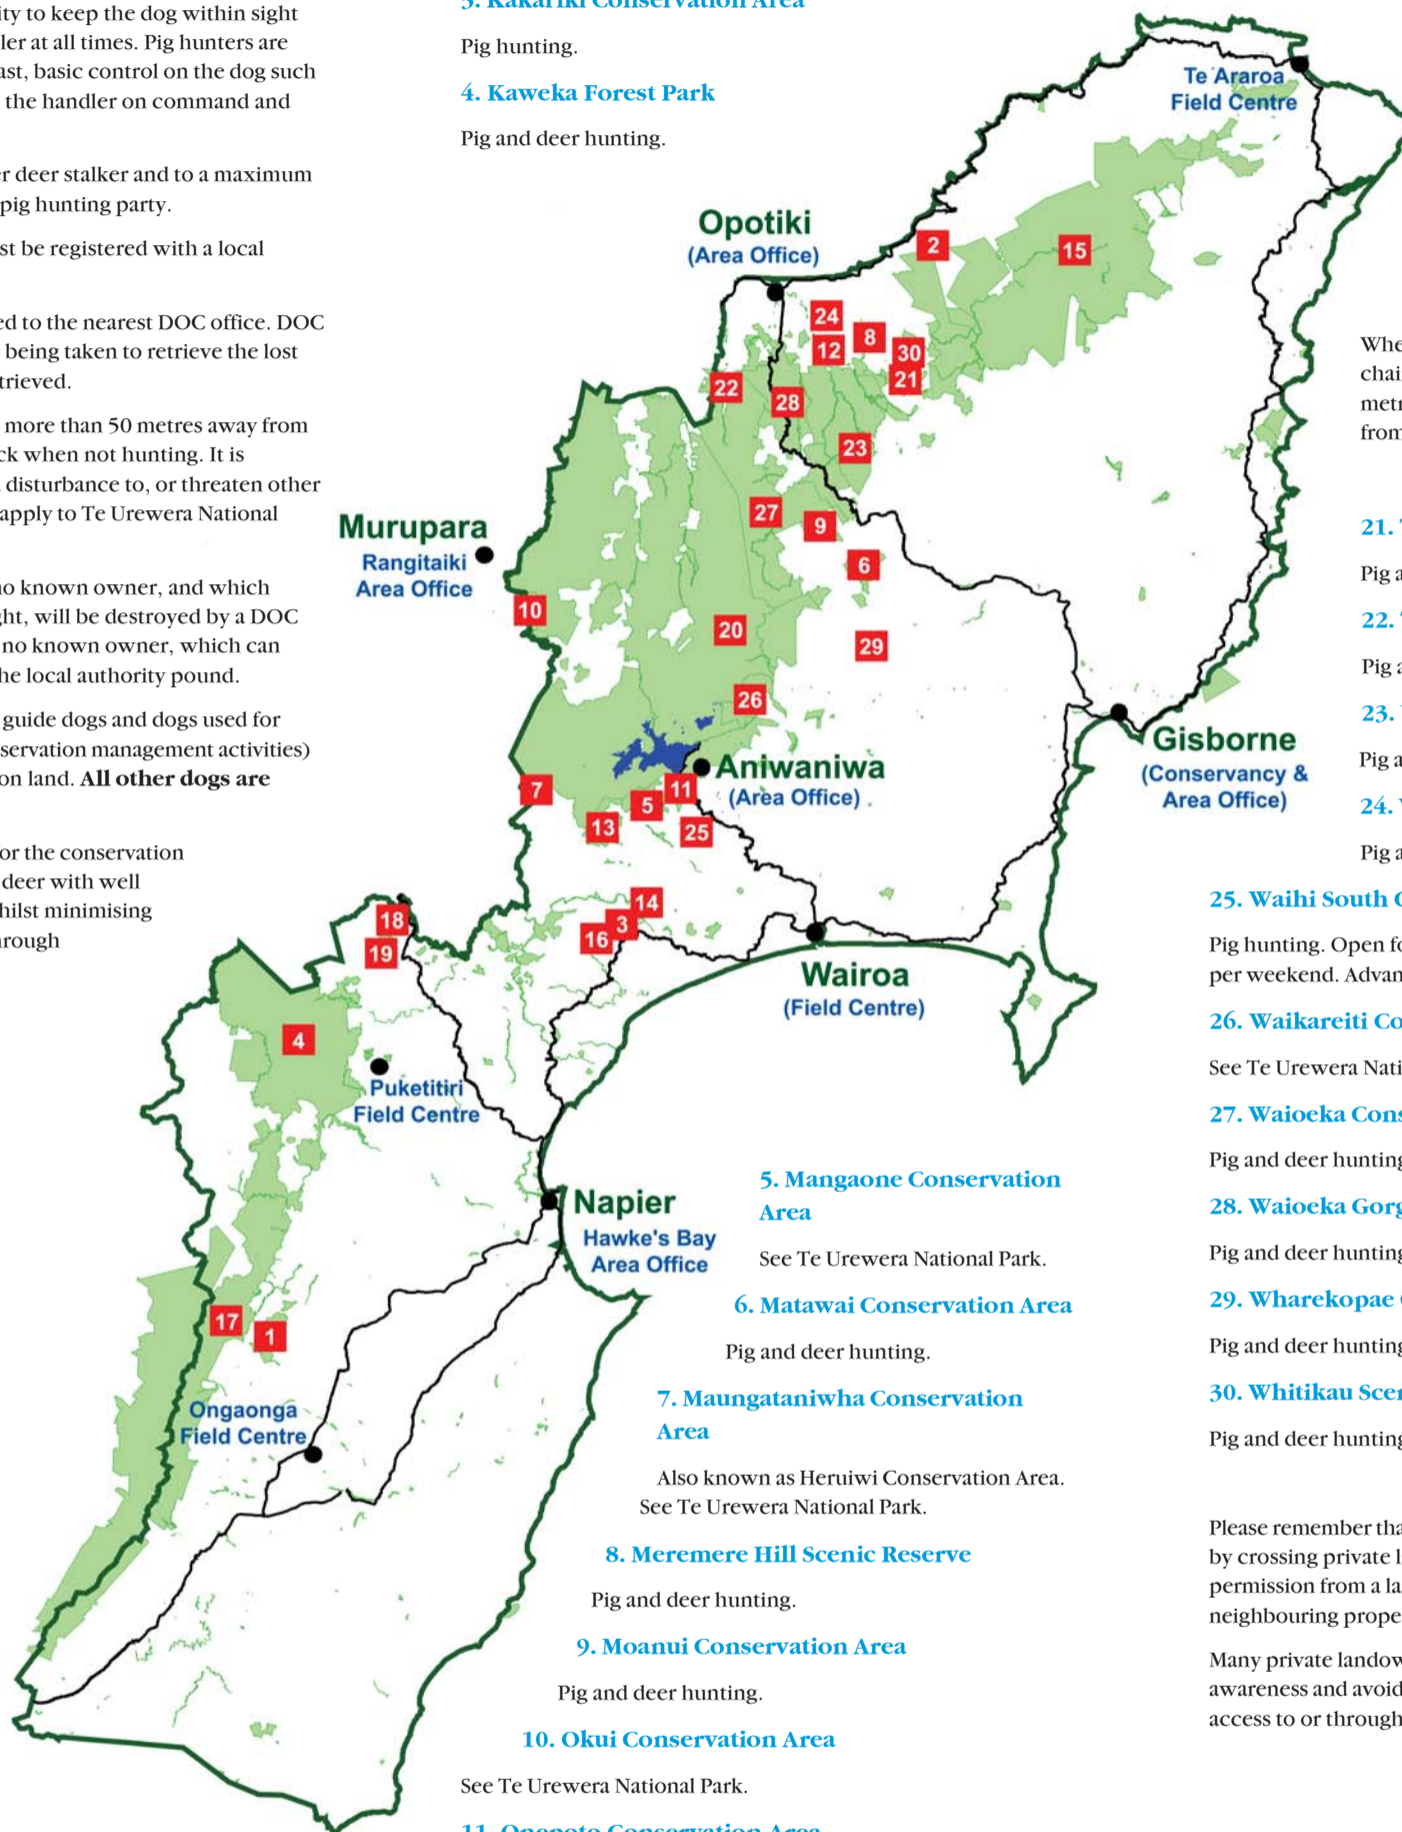 ity to keep the dog within sight
ler at all times. Pig hunters are
ast, basic control on the dog such
the handler on command and
er deer stalker and to a maximum
pig hunting party.
st be registered with a local
ed to the nearest DOC office. DOC
being taken to retrieve the lost
trieved.
more than 50 metres away from
ck when not hunting. It is
disturbance to, or threaten other
apply to Te Urewera National
no known owner, and which
ght, will be destroyed by a DOC
no known owner, which can
he local authority pound.
guide dogs and dogs used for
servation management activities)
on land. All other dogs are
or the conservation
deer with well
hilst minimising
hrough
3. Kakariki Conservation Area
Pig hunting.
4. Kaweka Forest Park
Pig and deer hunting.
Te Araroa
Field Centre
Opotiki
(Area Office)
2
15
24
8
12
30
21
22
28
23
27
9
6
Murupara
Rangitaiki
Area Office
10
20
29
26
Gisborne
(Conservancy &
Area Office)
Aniwaniwa
(Area Office)
7
11
5
13
25
14
3
16
18
19
Wairoa
(Field Centre)
4
Puketitiri
Field Centre
Napier
Hawke's Bay
Area Office
17
1
Ongaonga
Field Centre
5. Mangaone Conservation
Area
See Te Urewera National Park.
6. Matawai Conservation Area
Pig and deer hunting.
7. Maungataniwha Conservation
Area
Also known as Heruiwi Conservation Area.
See Te Urewera National Park.
8. Meremere Hill Scenic Reserve
Pig and deer hunting.
9. Moanui Conservation Area
Pig and deer hunting.
10. Okui Conservation Area
See Te Urewera National Park.
11. Onepoto Conservation Area
Whe
chai
metr
from
21.
Pig a
22.
Pig a
23.
Pig a
24.
Pig a
25. Waihi South C
Pig hunting. Open fo
per weekend. Advan
26. Waikareiti Co
See Te Urewera Nati
27. Waioeka Cons
Pig and deer hunting
28. Waioeka Gorg
Pig and deer hunting
29. Wharekopae
Pig and deer hunting
30. Whitikau Scen
Pig and deer hunting
Please remember tha
by crossing private l
permission from a la
neighbouring prope
Many private landow
awareness and avoid
access to or through